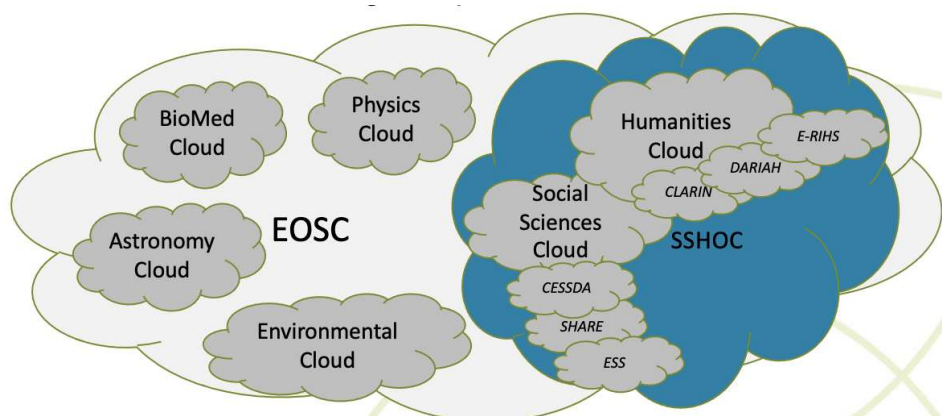 BioMed
Cloud
Physics
Cloud
Humanities
Cloud
E-RIHS
DARIAH
CLARIN
Social
Sciences
Cloud
SSHOC
EOSC
Astronomy
Cloud
CESSDA
SHARE
ESS
Environmental
Cloud